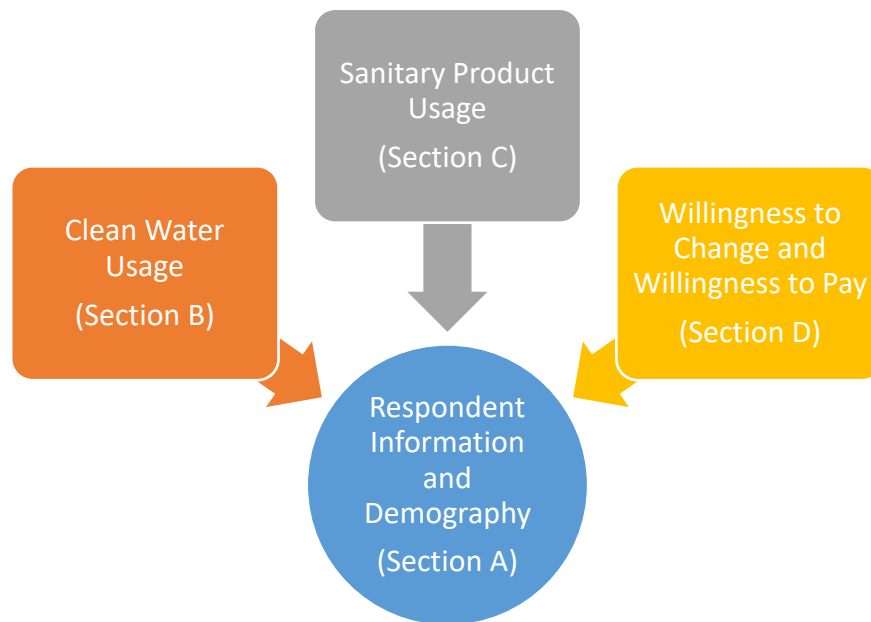 Sanitary Product
Usage
(Section C)
Clean Water
Usage
(Section B)
Willingness to
Change and
Willingness to Pay
(Section D)
Respondent
Information
and
Demography
(Section A)